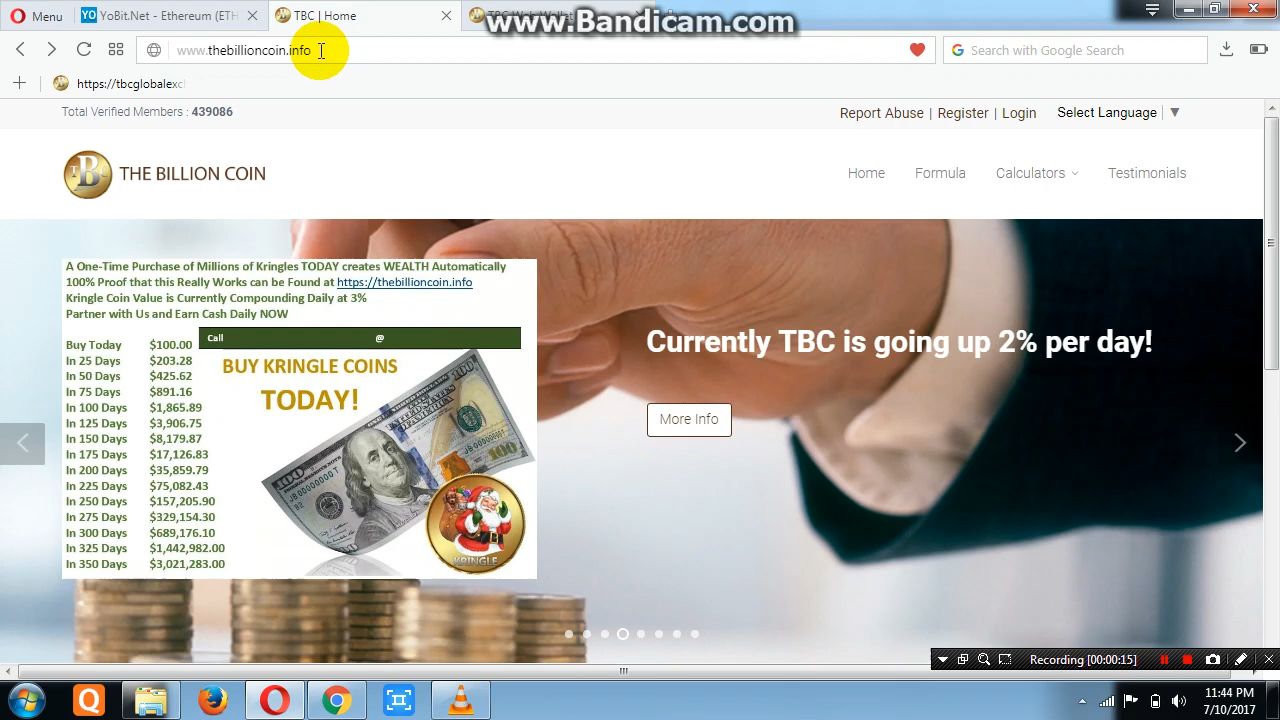 www.Bandicam.com
Menu
YoBit.Net - Ethereum (ETH
TBC | Home
www.thebillioncoin.info
Search with Google Search
https://tbcglobalexcl
Total Verified Members : 439086
Report Abuse | Register | Login
Select Language
THE BILLION COIN
Home
Formula
Calculators
Testimonials
A One-Time Purchase of Millions of Kringles TODAY creates WEALTH Automatically
100% Proof that this Really Works can be Found at https://thebillioncoin.info
Kringle Coin Value is Currently Compounding Daily at 3%
Partner with Us and Earn Cash Daily NOW
Call @
Buy Today $100.00
In 25 Days $203.28
In 50 Days $425.62
In 75 Days $891.16
In 100 Days $1,865.89
In 125 Days $3,906.75
In 150 Days $8,179.87
In 175 Days $17,126.83
In 200 Days $35,859.79
In 225 Days $75,082.43
In 250 Days $157,205.90
In 275 Days $329,154.30
In 300 Days $689,176.10
In 325 Days $1,442,982.00
In 350 Days $3,021,283.00
BUY KRINGLE COINS
TODAY!
KRINGLE
Currently TBC is going up 2% per day!
More Info
Recording [00:00:15]
11:44 PM
7/10/2017